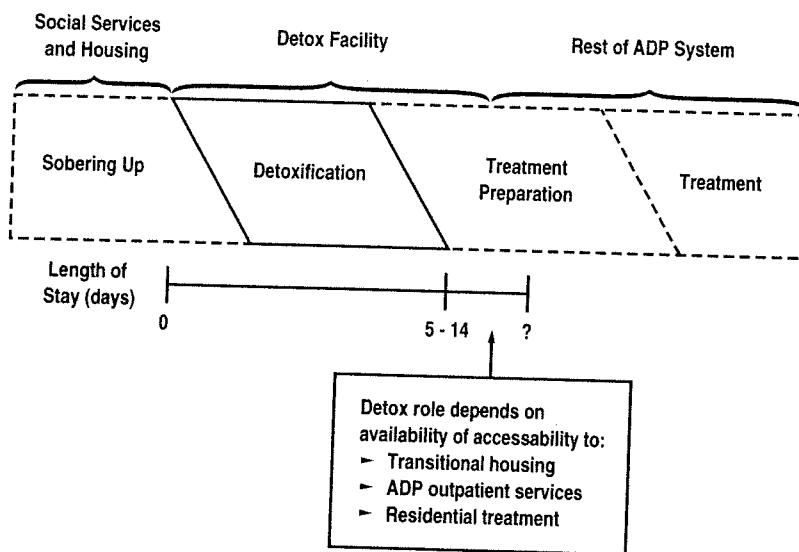 Social Services
and Housing
Detox Facility
Rest of ADP System
Sobering Up
Detoxification
Treatment
Preparation
Treatment
Length of
Stay (days)
0
5 - 14
?
Detox role depends on
availability of accessability to:
► Transitional housing
► ADP outpatient services
► Residential treatment